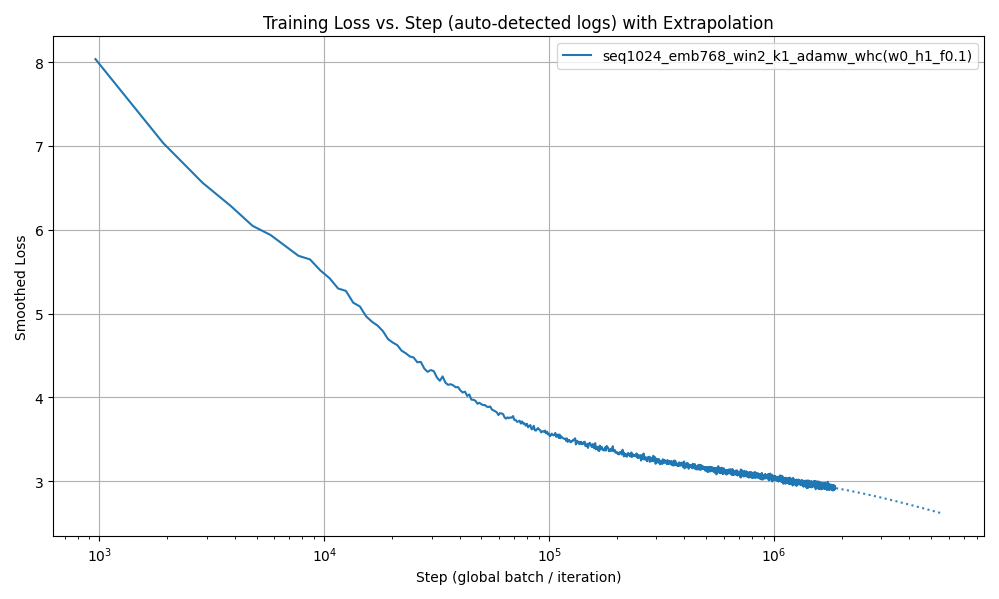 Training Loss vs. Step (auto-detected logs) with Extrapolation
seq1024_emb768_win2_k1_adamw_whc(w0_h1_f0.1)
8
7
6
5
4
3
Smoothed Loss
10³
10⁴
10⁵
10⁶
Step (global batch / iteration)